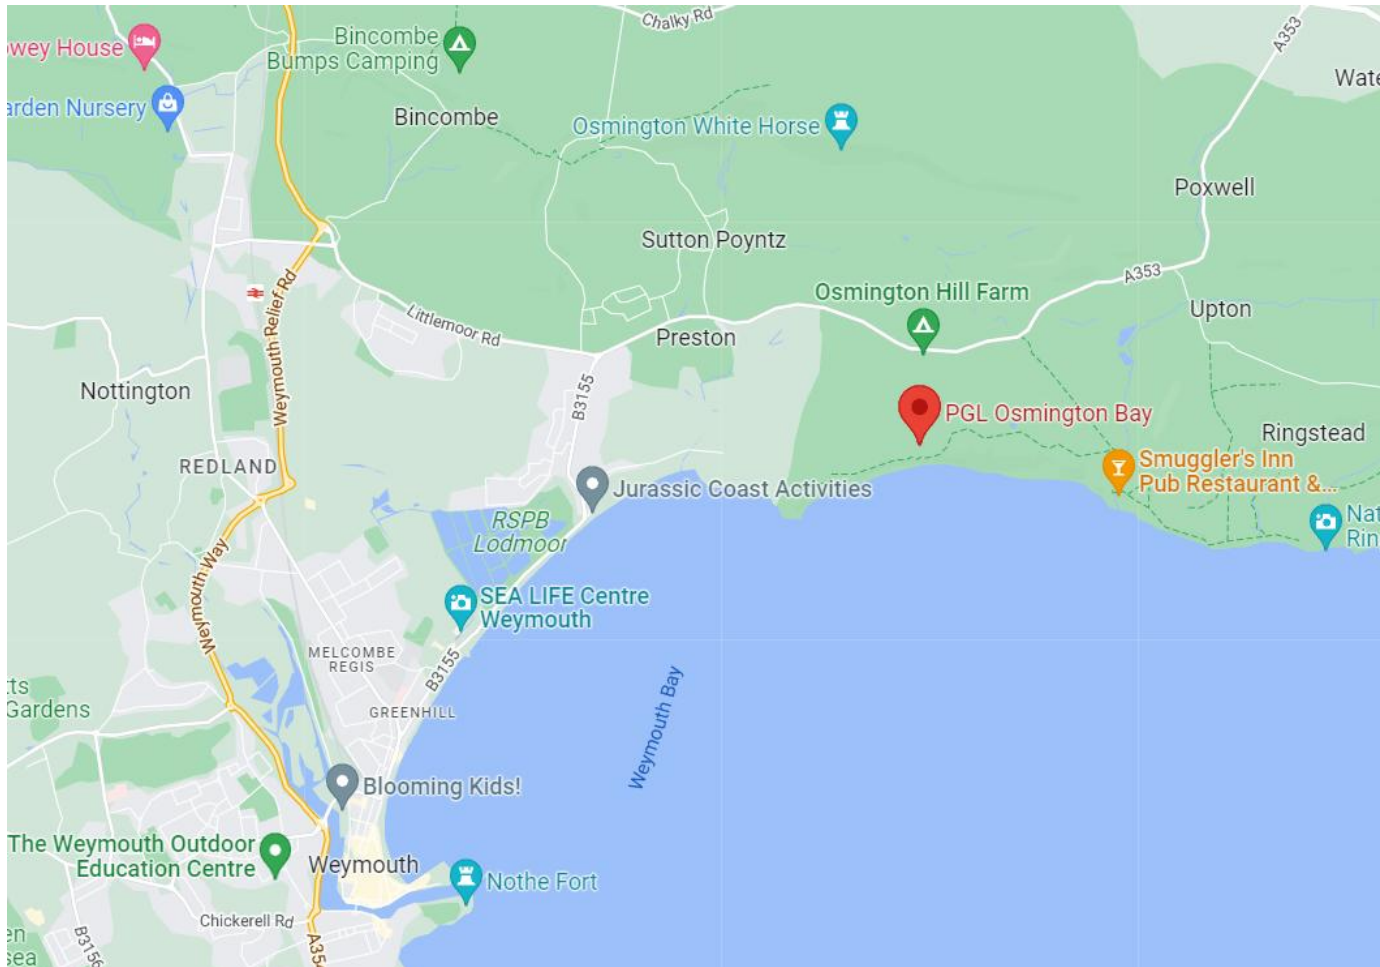 Chalky Rd
A353
Bincombe
Bumps Camping
wey House
Wate
arden Nursery
Bincombe
Osmington White Horse
Poxwell
Sutton Poyntz
A353
Osmington Hill Farm
Upton
Weymouth Relief Rd
Littlemoor Rd
Preston
Nottington
B3155
PGL Osmington Bay
Ringstead
REDLAND
Smuggler's Inn
Pub Restaurant &...
Jurassic Coast Activities
RSPB
Lodmoor
Nat
Rin
Weymouth Way
SEA LIFE Centre
Weymouth
MELCOMBE
REGIS
B3155
tts
Gardens
GREENHILL
Weymouth Bay
Blooming Kids!
The Weymouth Outdoor
Education Centre
Weymouth
Nothe Fort
Chickerell Rd
en
sea
B3156
A354